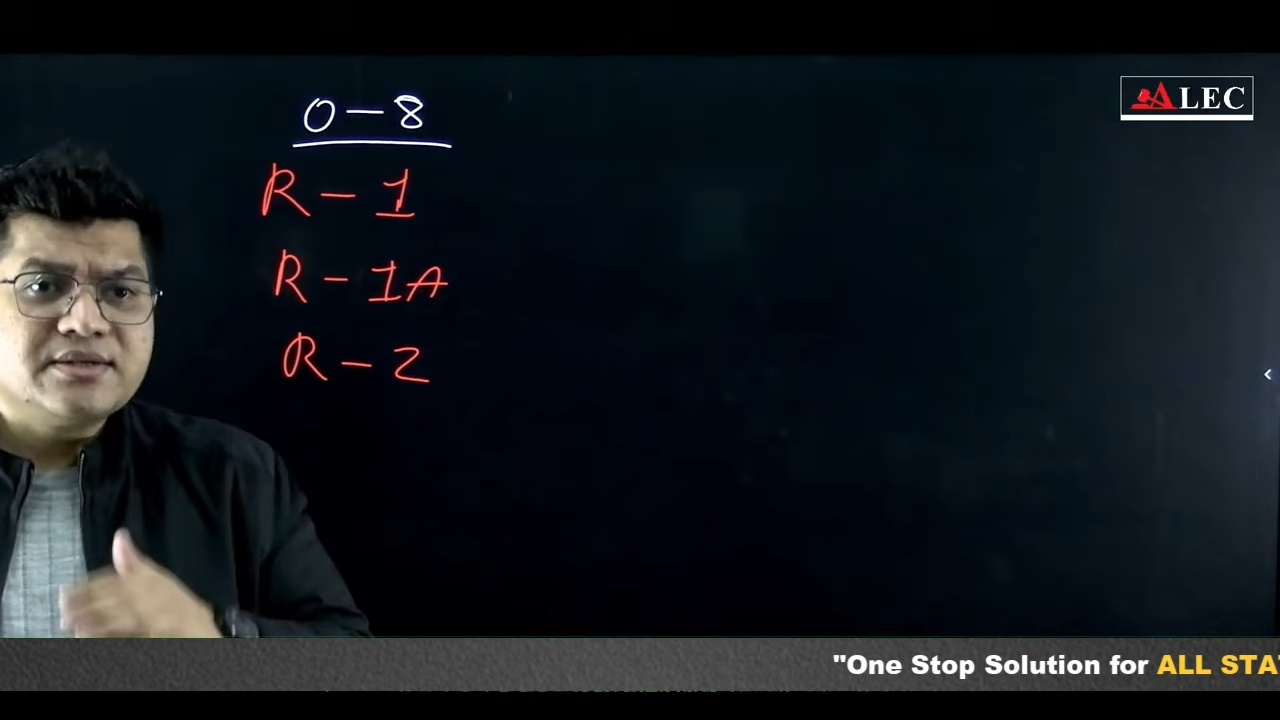 O - 8
R - 1
R - 1A
R - 2
ALEC
"One Stop Solution for ALL STA